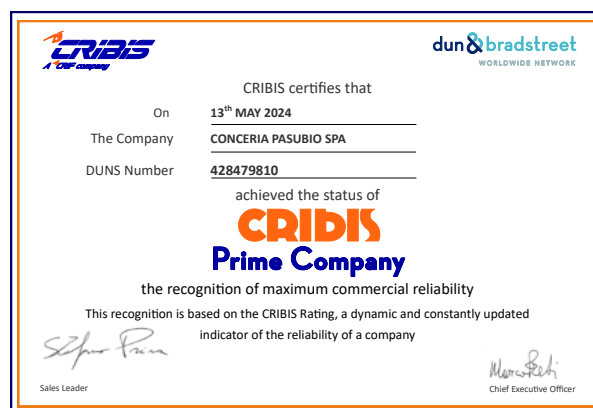 CRIBIS
A CRIF company
dun & bradstreet
WORLDWIDE NETWORK
CRIBIS certifies that
On 13th MAY 2024
The Company CONCERIA PASUBIO SPA
DUNS Number 428479810
achieved the status of
CRIBIS
Prime Company
the recognition of maximum commercial reliability
This recognition is based on the CRIBIS Rating, a dynamic and constantly updated
indicator of the reliability of a company
Sales Leader
Chief Executive Officer